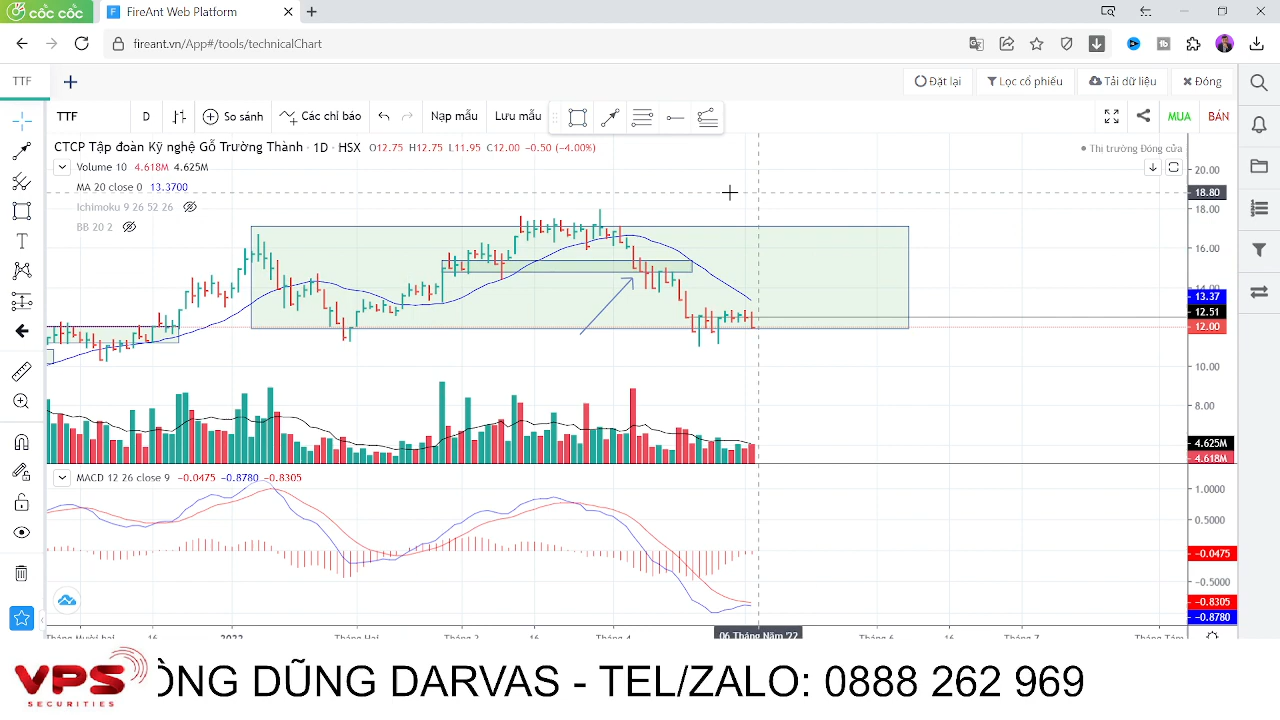 cốc cốc
FireAnt Web Platform
fireant.vn/App#/tools/technicalChart
TTF
Đặt lại
Lọc cổ phiếu
Tải dữ liệu
Đóng
TTF D So sánh Các chỉ báo Nạp mẫu Lưu mẫu MUA BÁN
CTCP Tập đoàn Kỹ nghệ Gỗ Trường Thành · 1D · HSX O12.75 H12.75 L11.95 C12.00 −0.50 (−4.00%)
Thị trường Đóng cửa
Volume 10 4.618M 4.625M
MA 20 close 0 13.3700
Ichimoku 9 26 52 26
BB 20 2
20.00
18.80
18.00
16.00
14.00
13.37
12.51
12.00
10.00
8.00
4.625M
4.618M
MACD 12 26 close 9 −0.0475 −0.8780 −0.8305
1.0000
0.5000
−0.0475
−0.5000
−0.8305
−0.8780
Tháng Mười hai 16 2022 Tháng Hai Tháng 3 16 Tháng 4 06 Tháng Năm '22 Tháng 6 16 Tháng 7 Tháng Tám
VPS
SECURITIES
ÒNG DŨNG DARVAS - TEL/ZALO: 0888 262 969